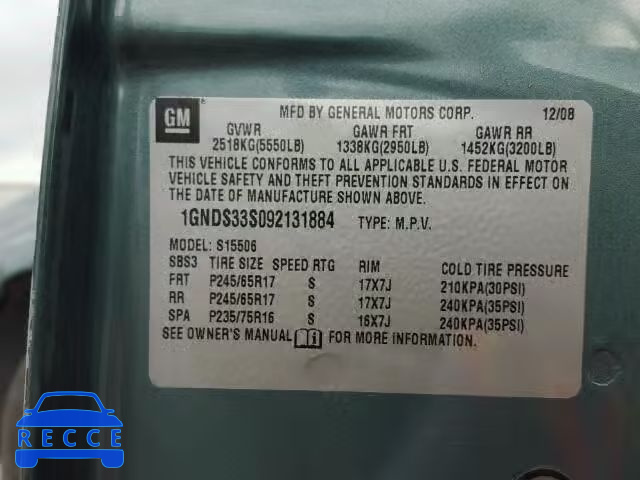 GM ®
MFD BY GENERAL MOTORS CORP. 12/08
GVWR GAWR FRT GAWR RR
2518KG(5550LB) 1338KG(2950LB) 1452KG(3200LB)
THIS VEHICLE CONFORMS TO ALL APPLICABLE U.S. FEDERAL MOTOR
VEHICLE SAFETY AND THEFT PREVENTION STANDARDS IN EFFECT ON
THE DATE OF MANUFACTURE SHOWN ABOVE.
1GNDS33S092131884 TYPE: M.P.V.
MODEL: S15506
SBS3 TIRE SIZE SPEED RTG RIM COLD TIRE PRESSURE
FRT P245/65R17 S 17X7J 210KPA(30PSI)
RR P245/65R17 S 17X7J 240KPA(35PSI)
SPA P235/75R16 S 16X7J 240KPA(35PSI)
SEE OWNER'S MANUAL FOR MORE INFORMATION.
RECCE